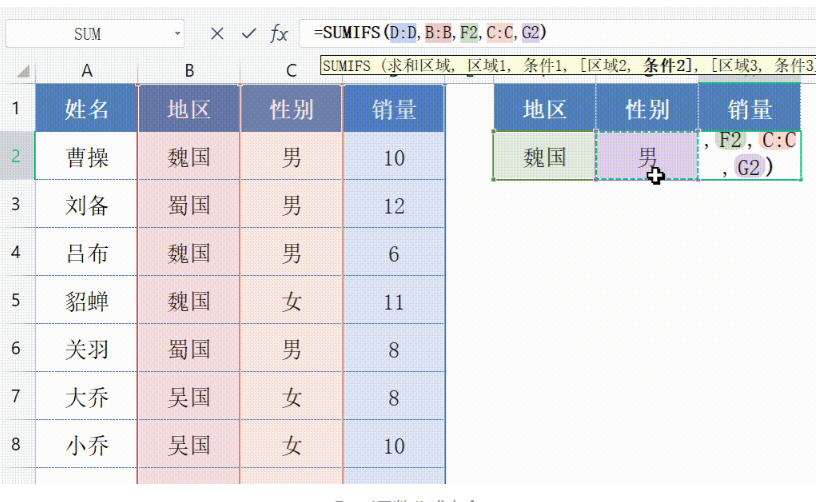 SUM fx =SUMIFS(D:D,B:B,F2,C:C,G2)
SUMIFS (求和区域, 区域1, 条件1, [区域2, 条件2], [区域3, 条件3]
A B C
1 姓名 地区 性别 销量 地区 性别 销量
2 曹操 魏国 男 10 魏国 男 ,F2,C:C
,G2)
3 刘备 蜀国 男 12
4 吕布 魏国 男 6
5 貂蝉 魏国 女 11
6 关羽 蜀国 男 8
7 大乔 吴国 女 8
8 小乔 吴国 女 10